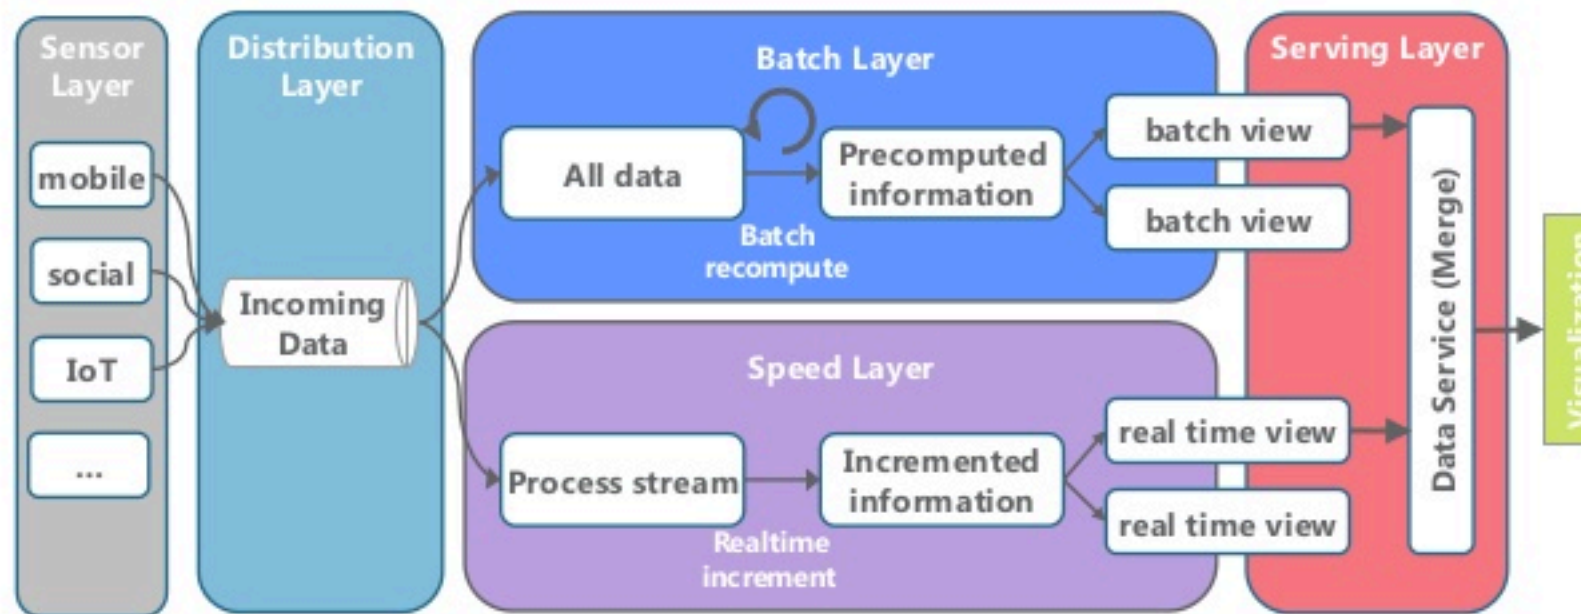 Sensor
Layer
mobile
social
IoT
...
Distribution
Layer
Incoming
Data
Batch Layer
All data
Precomputed
information
Batch
recompute
batch view
batch view
Speed Layer
Process stream
Incremented
information
Realtime
increment
real time view
real time view
Serving Layer
Data Service (Merge)
Visualization